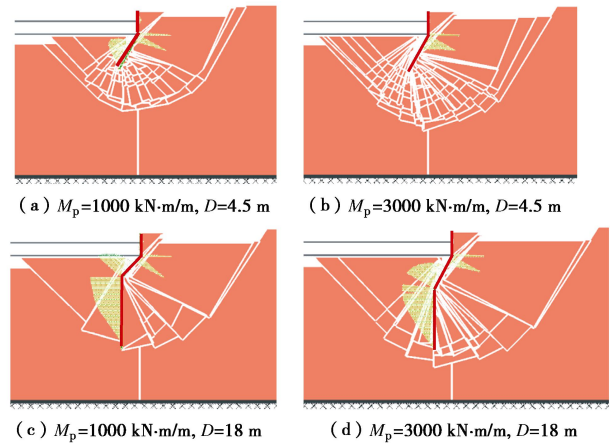 (a) Mp=1000 kN·m/m, D=4.5 m
(b) Mp=3000 kN·m/m, D=4.5 m
(c) Mp=1000 kN·m/m, D=18 m
(d) Mp=3000 kN·m/m, D=18 m